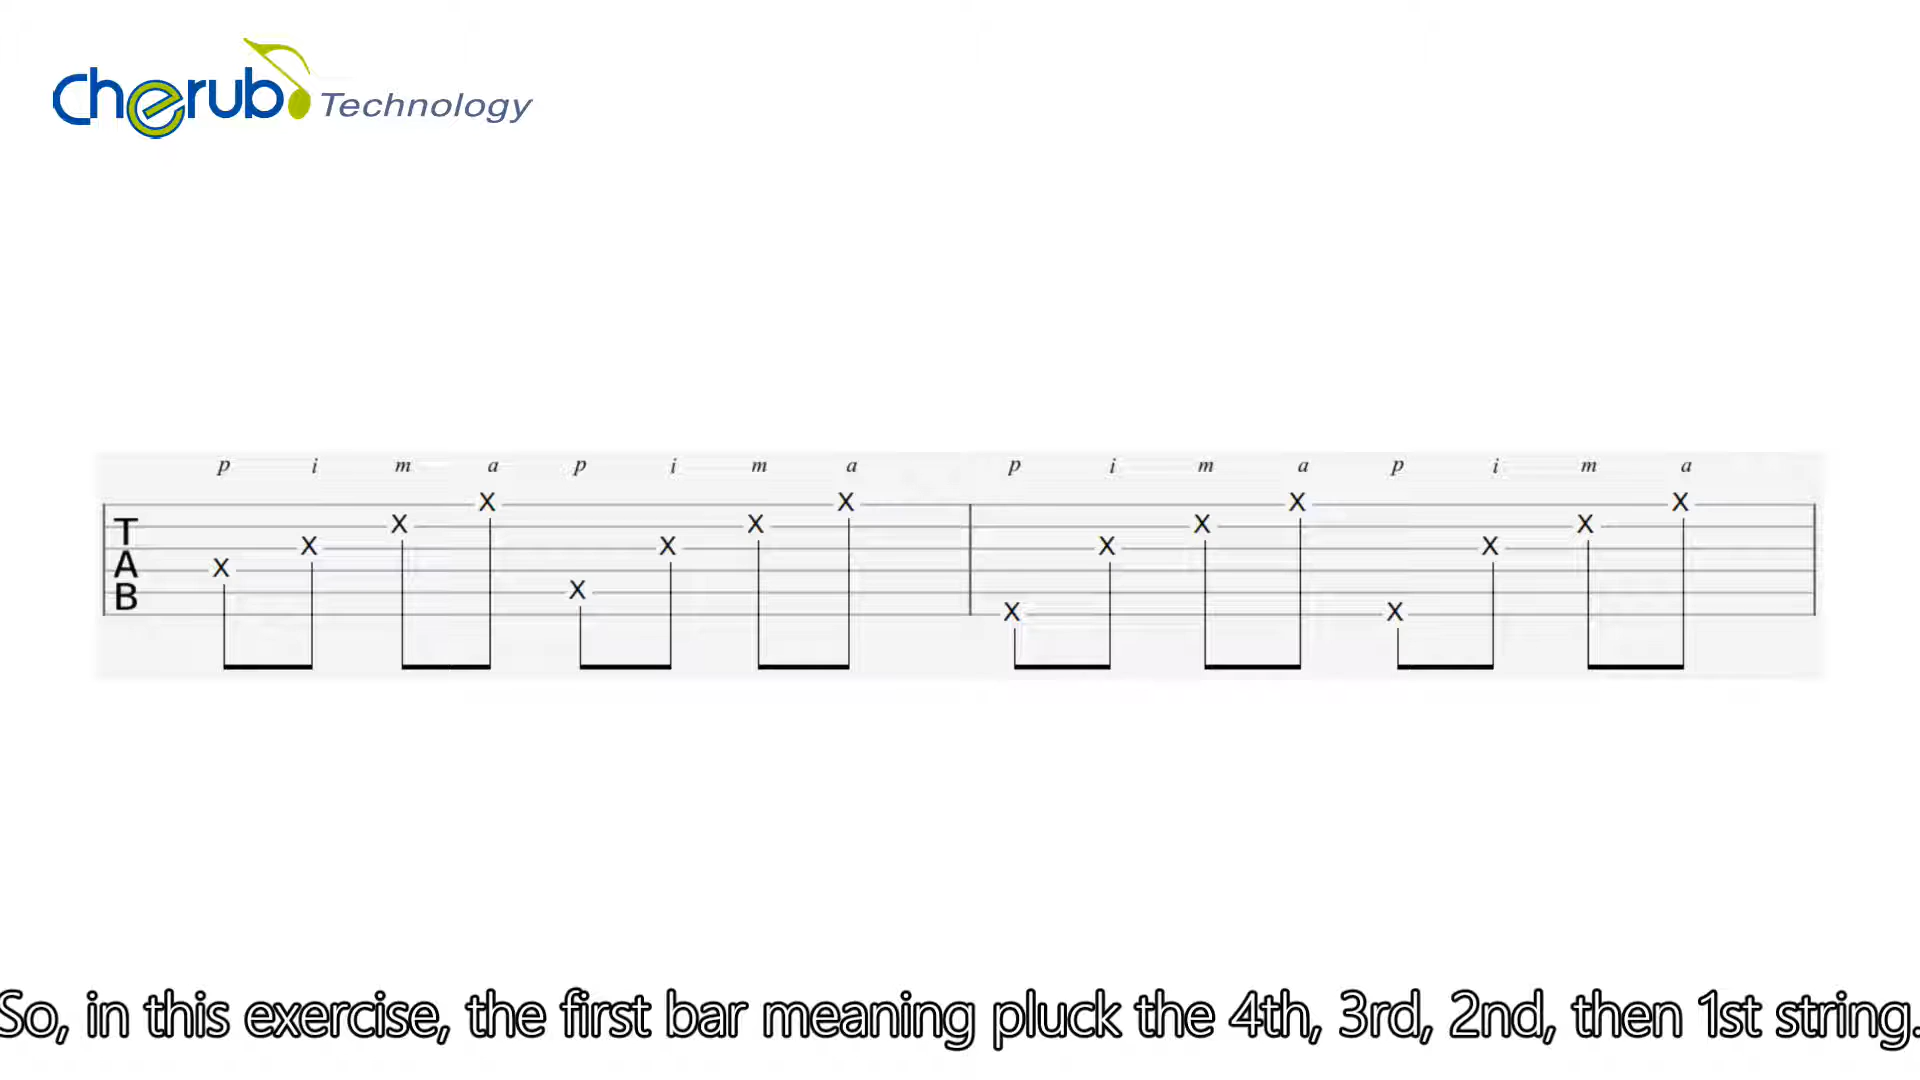 cherub Technology
p i m a p i m a p i m a p i m a
X X X X
T X X X X
X X X X
A X
B X
X X
So, in this exercise, the first bar meaning pluck the 4th, 3rd, 2nd, then 1st string.